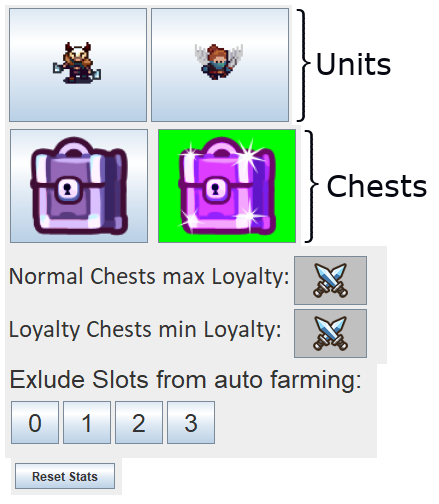 Units
Chests
Normal Chests max Loyalty:
Loyalty Chests min Loyalty:
Exlude Slots from auto farming:
0 1 2 3
Reset Stats